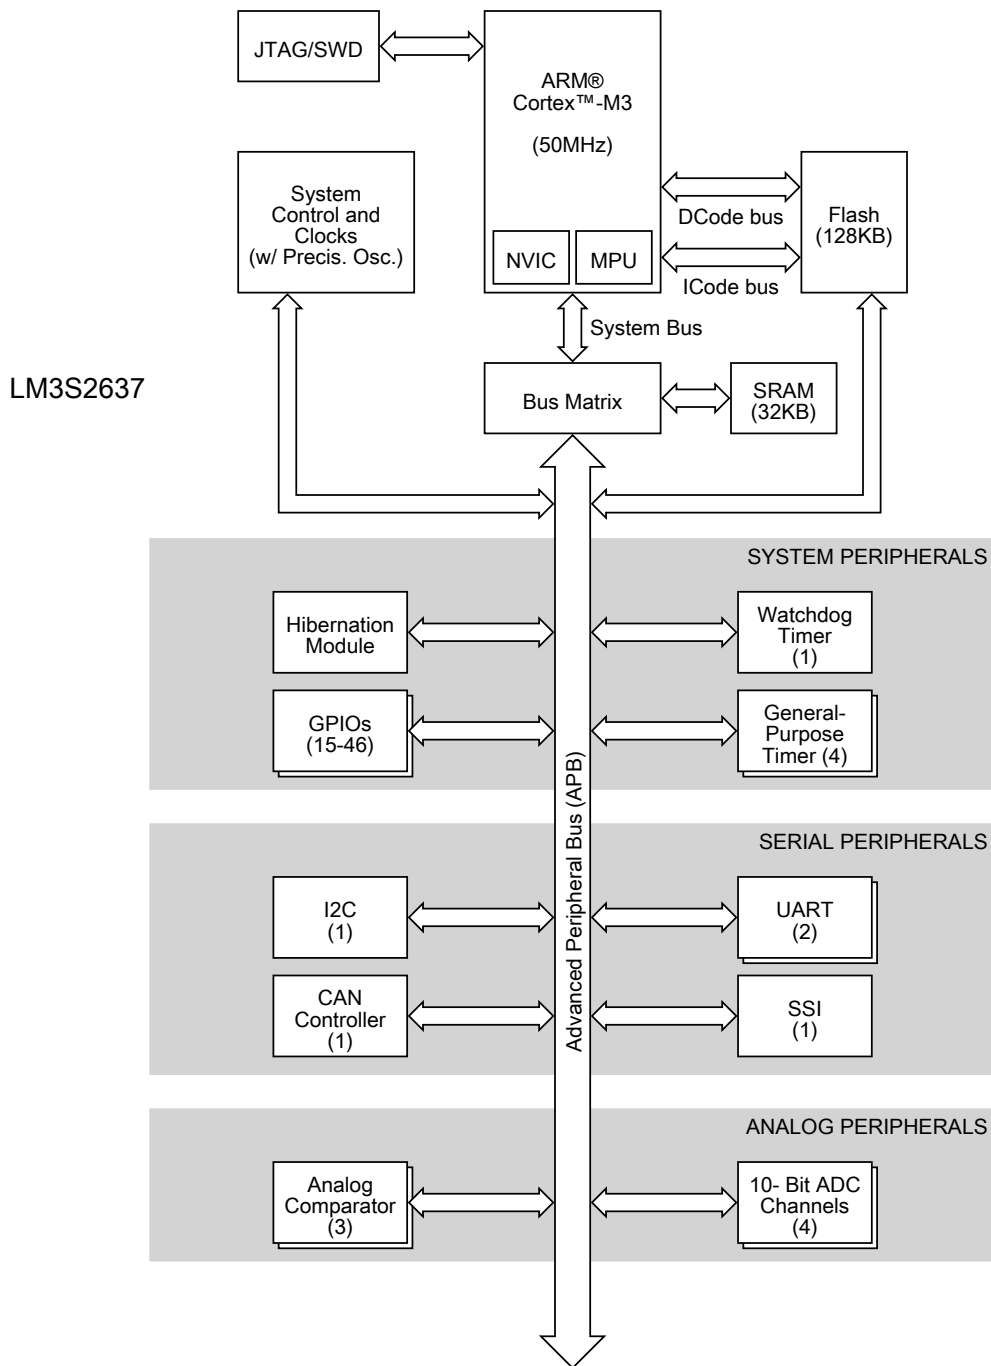 JTAG/SWD
ARM®
Cortex™-M3
(50MHz)
System
Control and
Clocks
(w/ Precis. Osc.)
DCode bus
Flash
(128KB)
NVIC
MPU
ICode bus
System Bus
LM3S2637
Bus Matrix
SRAM
(32KB)
SYSTEM PERIPHERALS
Hibernation
Module
Watchdog
Timer
(1)
GPIOs
(15-46)
General-
Purpose
Timer (4)
Advanced Peripheral Bus (APB)
SERIAL PERIPHERALS
I2C
(1)
UART
(2)
CAN
Controller
(1)
SSI
(1)
ANALOG PERIPHERALS
Analog
Comparator
(3)
10- Bit ADC
Channels
(4)